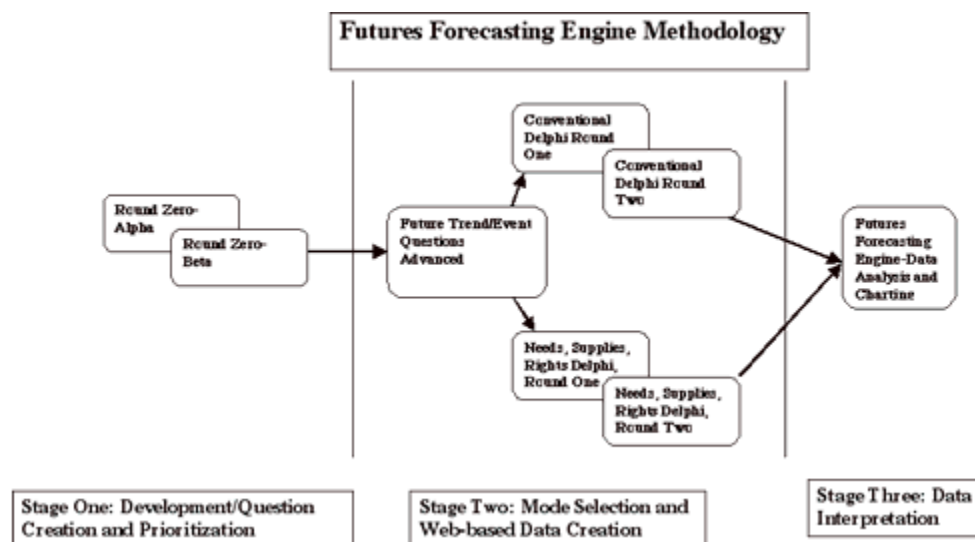 Futures Forecasting Engine Methodology
Conventional
Delphi Round
One
Conventional
Delphi Round
Two
Round Zero-
Alpha
Round Zero-
Beta
Future Trend/Event
Questions
Advanced
Futures
Forecasting
Engine-Data
Analysis and
Chartine
Needs, Supplies,
Rights Delphi,
Round One
Needs, Supplies,
Rights Delphi,
Round Two
Stage One: Development/Question
Creation and Prioritization
Stage Two: Mode Selection and
Web-based Data Creation
Stage Three: Data
Interpretation